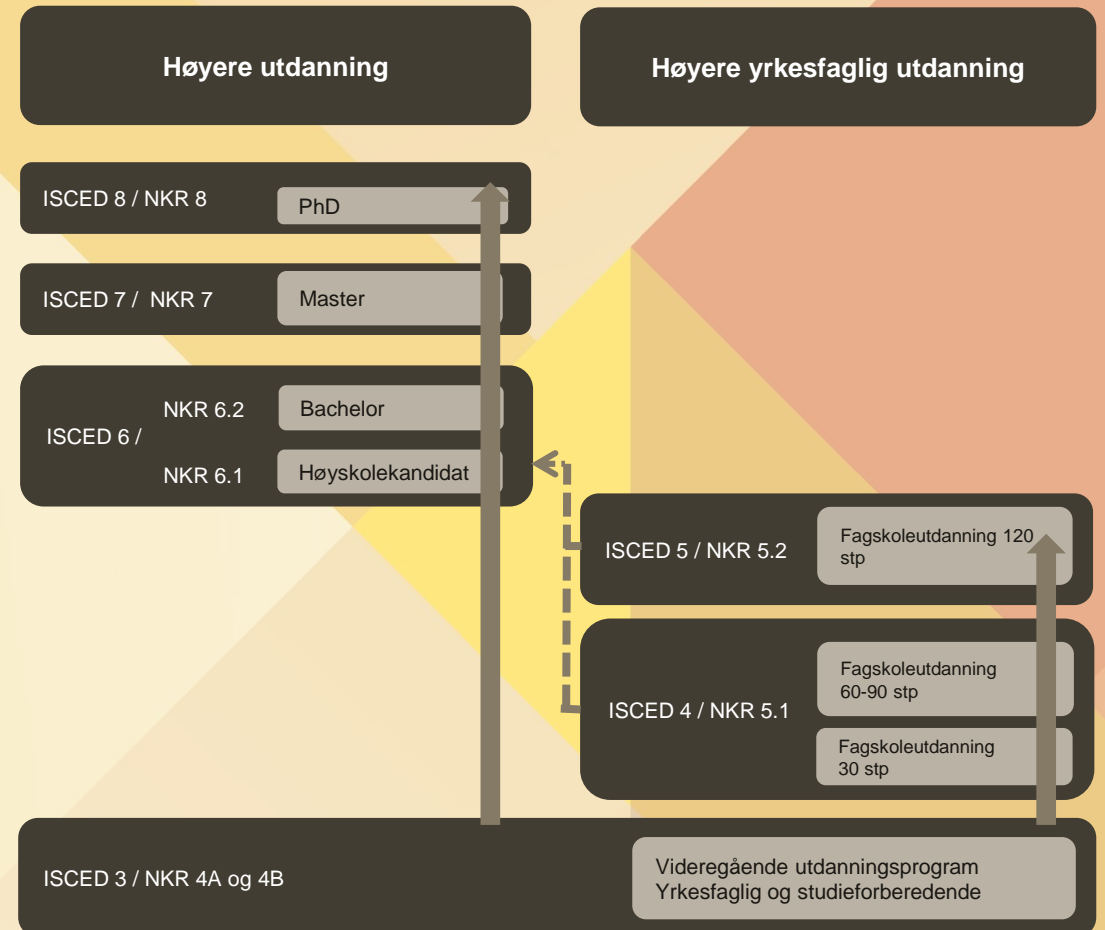 Høyere utdanning
Høyere yrkesfaglig utdanning
ISCED 8 / NKR 8
PhD
ISCED 7 / NKR 7
Master
ISCED 6 /
NKR 6.2
Bachelor
NKR 6.1
Høyskolekandidat
ISCED 5 / NKR 5.2
Fagskoleutdanning 120
stp
ISCED 4 / NKR 5.1
Fagskoleutdanning
60-90 stp
Fagskoleutdanning
30 stp
ISCED 3 / NKR 4A og 4B
Videregående utdanningsprogram
Yrkesfaglig og studieforberedende